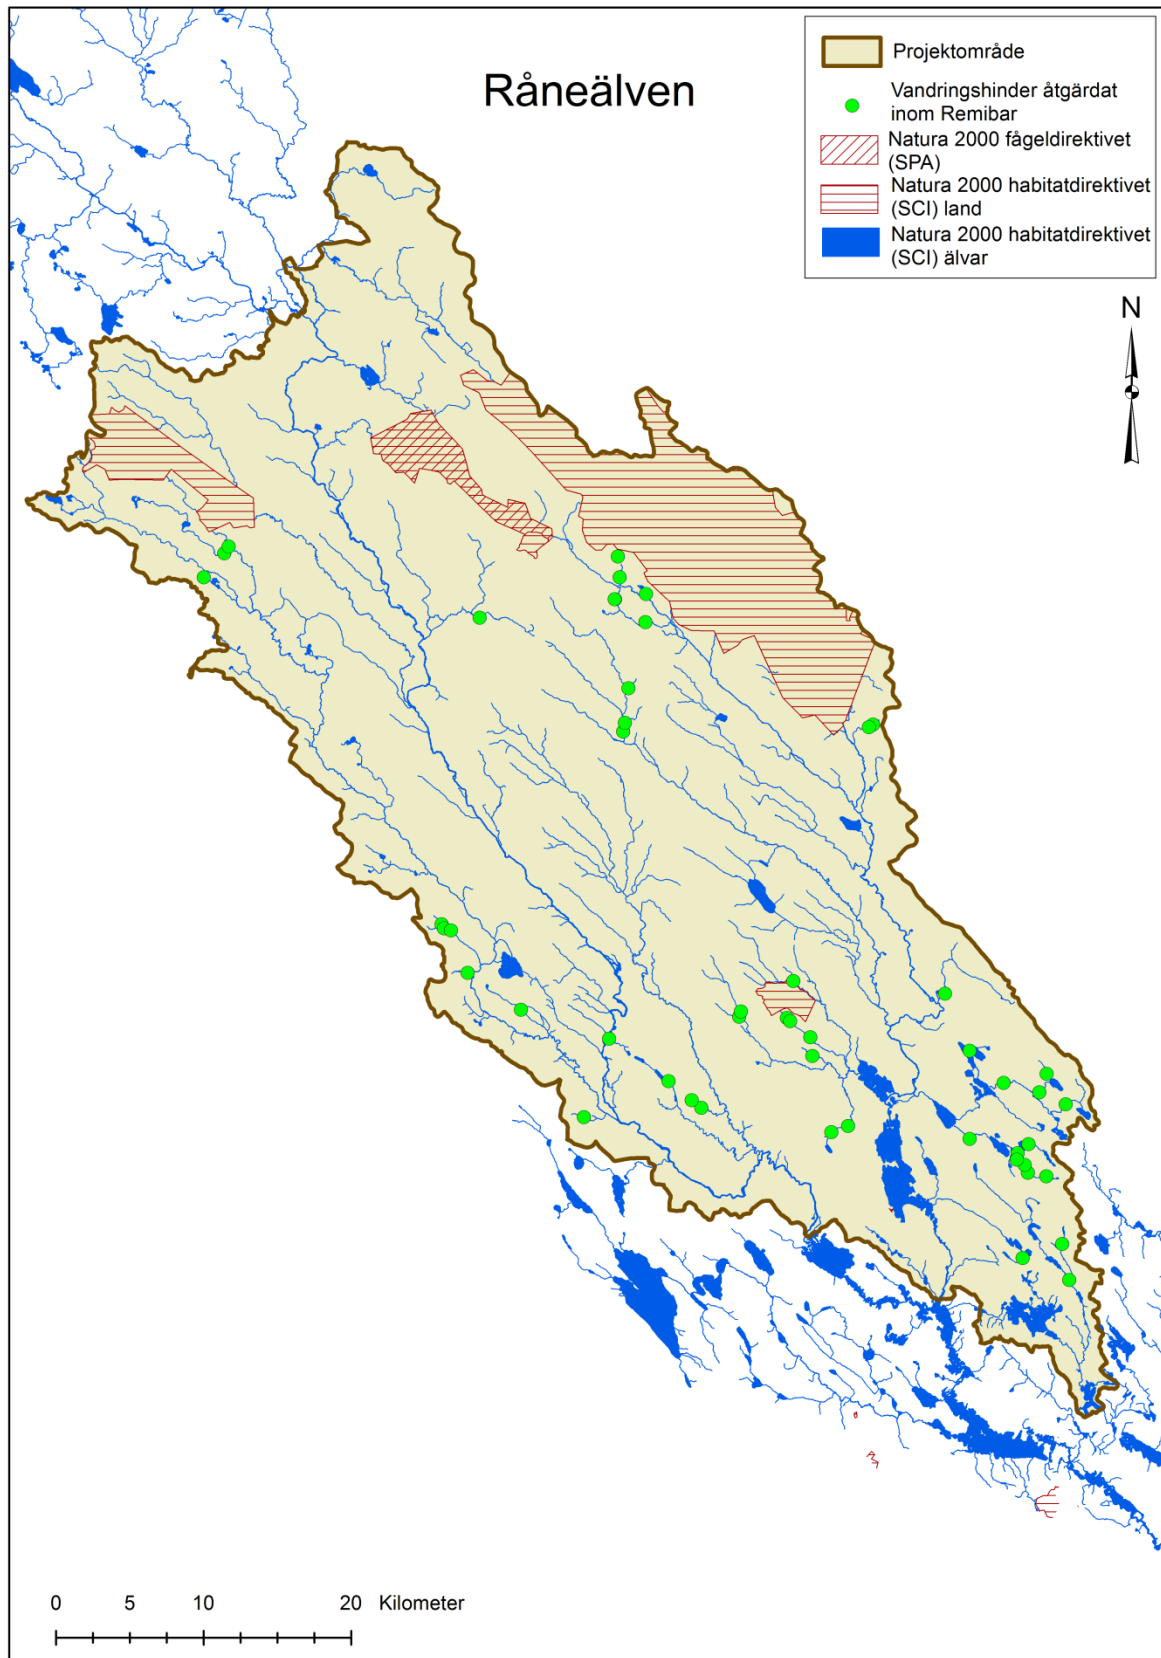 Råneälven
Projektområde
Vandringshinder åtgärdat
inom Remibar
Natura 2000 fågeldirektivet
(SPA)
Natura 2000 habitatdirektivet
(SCI) land
Natura 2000 habitatdirektivet
(SCI) älvar
N
0 5 10 20 Kilometer